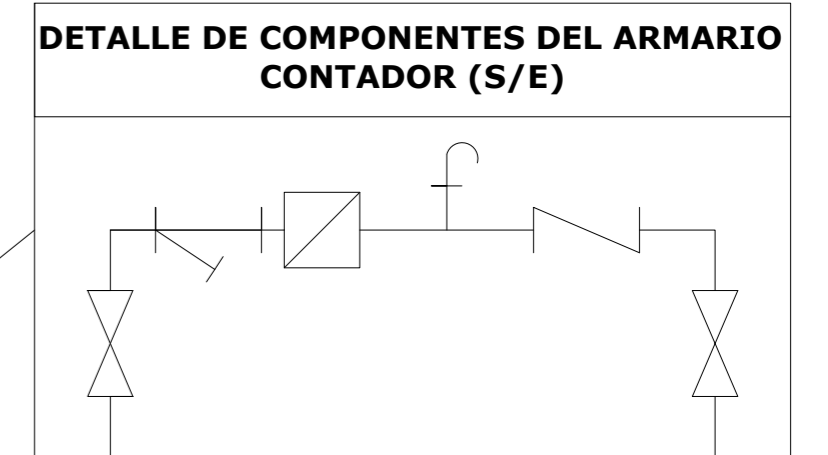 DETALLE DE COMPONENTES DEL ARMARIO
CONTADOR (S/E)